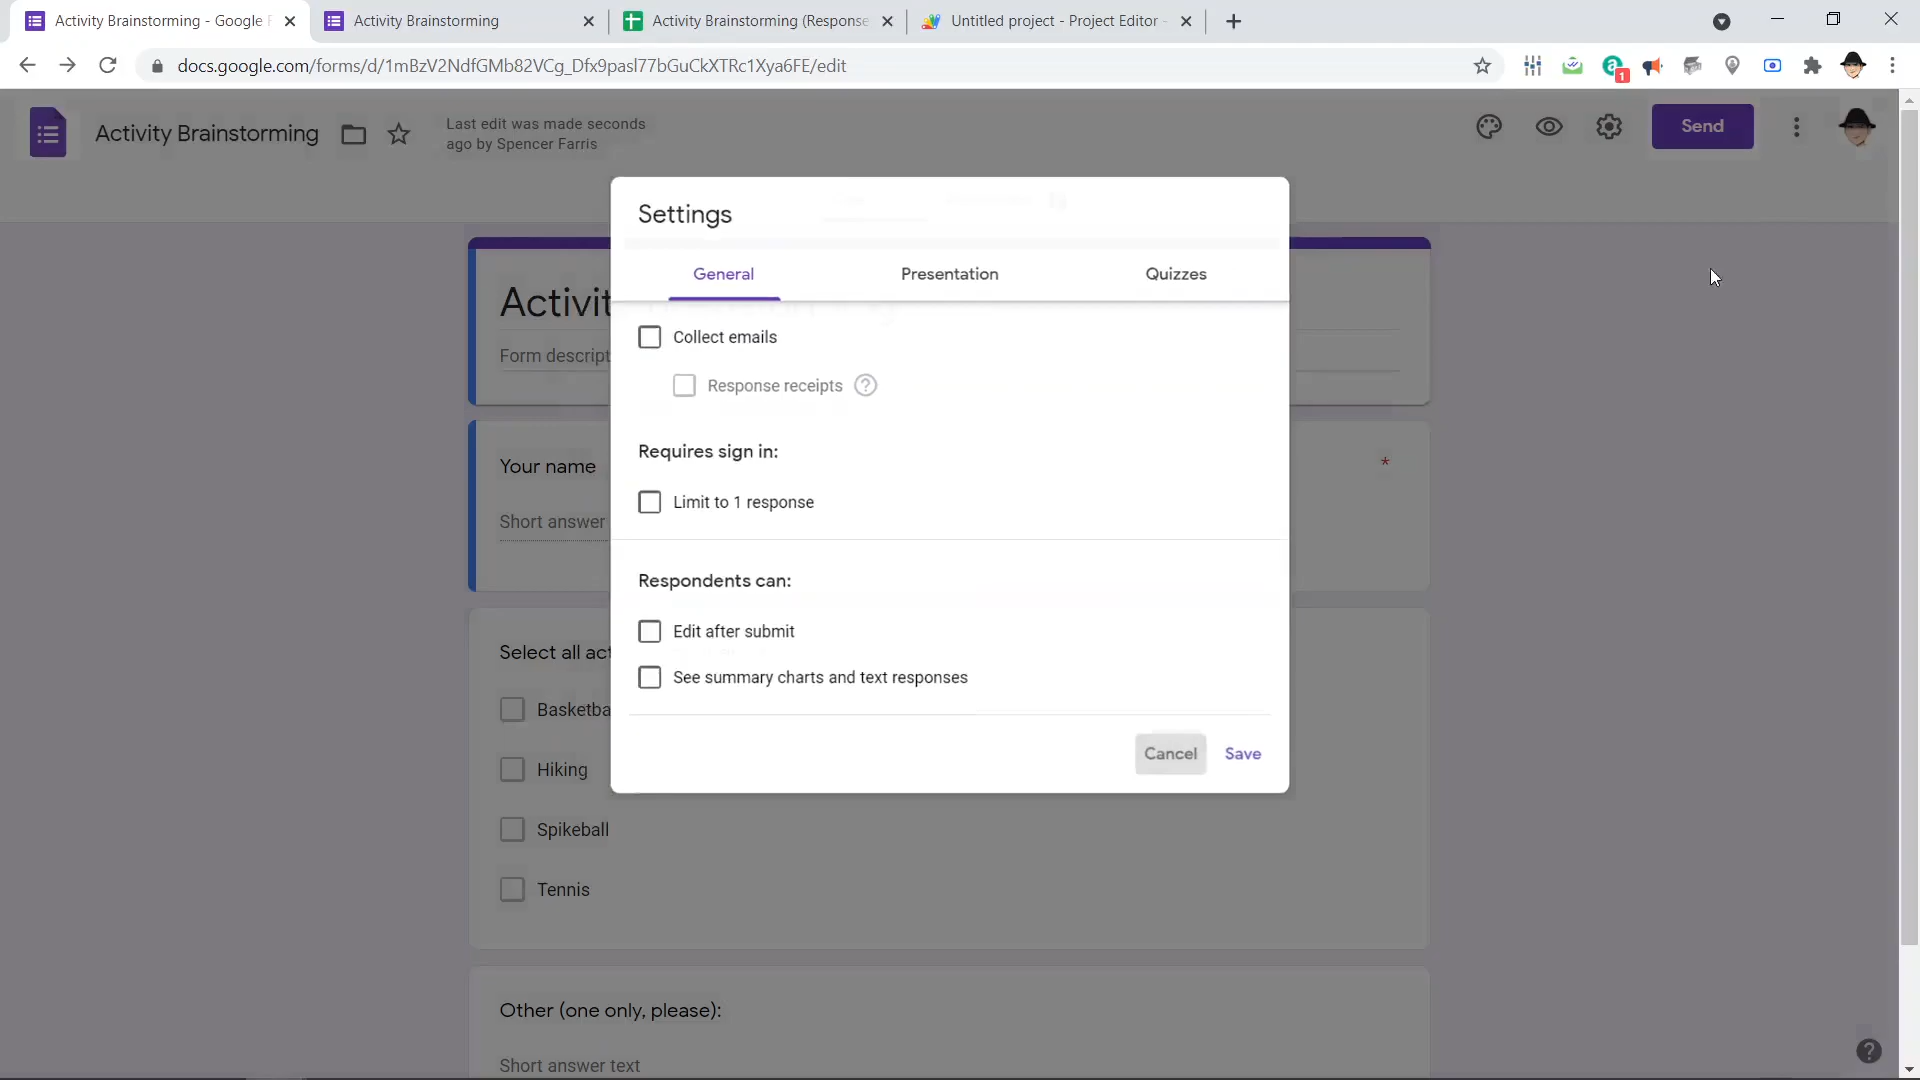 Activity Brainstorming - Google F
Activity Brainstorming
Activity Brainstorming (Response
Untitled project - Project Editor -
docs.google.com/forms/d/1mBzV2NdfGMb82VCg_Dfx9pasl77bGuCkXTRc1Xya6FE/edit
1
Activity Brainstorming
Last edit was made seconds
ago by Spencer Farris
Send
Settings
General
Presentation
Quizzes
Activit
Form descript
Collect emails
Response receipts
Requires sign in:
Your name
*
Limit to 1 response
Short answer
Respondents can:
Edit after submit
Select all act
See summary charts and text responses
Basketba
Cancel
Save
Hiking
Spikeball
Tennis
Other (one only, please):
Short answer text